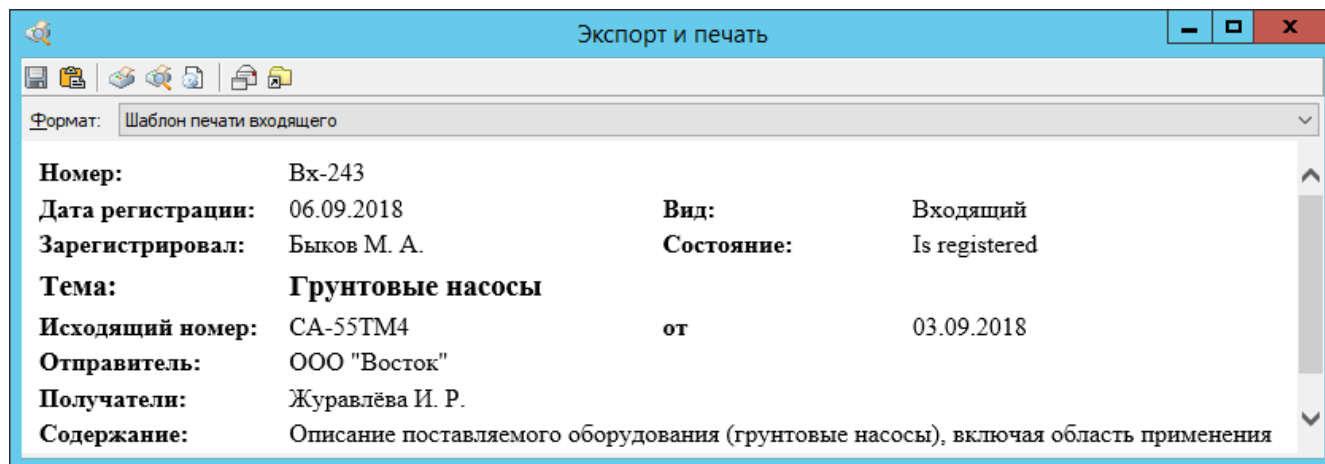 Экспорт и печать
Формат: Шаблон печати входящего
Номер: Вх-243
Дата регистрации: 06.09.2018 Вид: Входящий
Зарегистрировал: Быков М. А. Состояние: Is registered
Тема: Грунтовые насосы
Исходящий номер: СА-55ТМ4 от 03.09.2018
Отправитель: ООО "Восток"
Получатели: Журавлёва И. Р.
Содержание: Описание поставляемого оборудования (грунтовые насосы), включая область применения